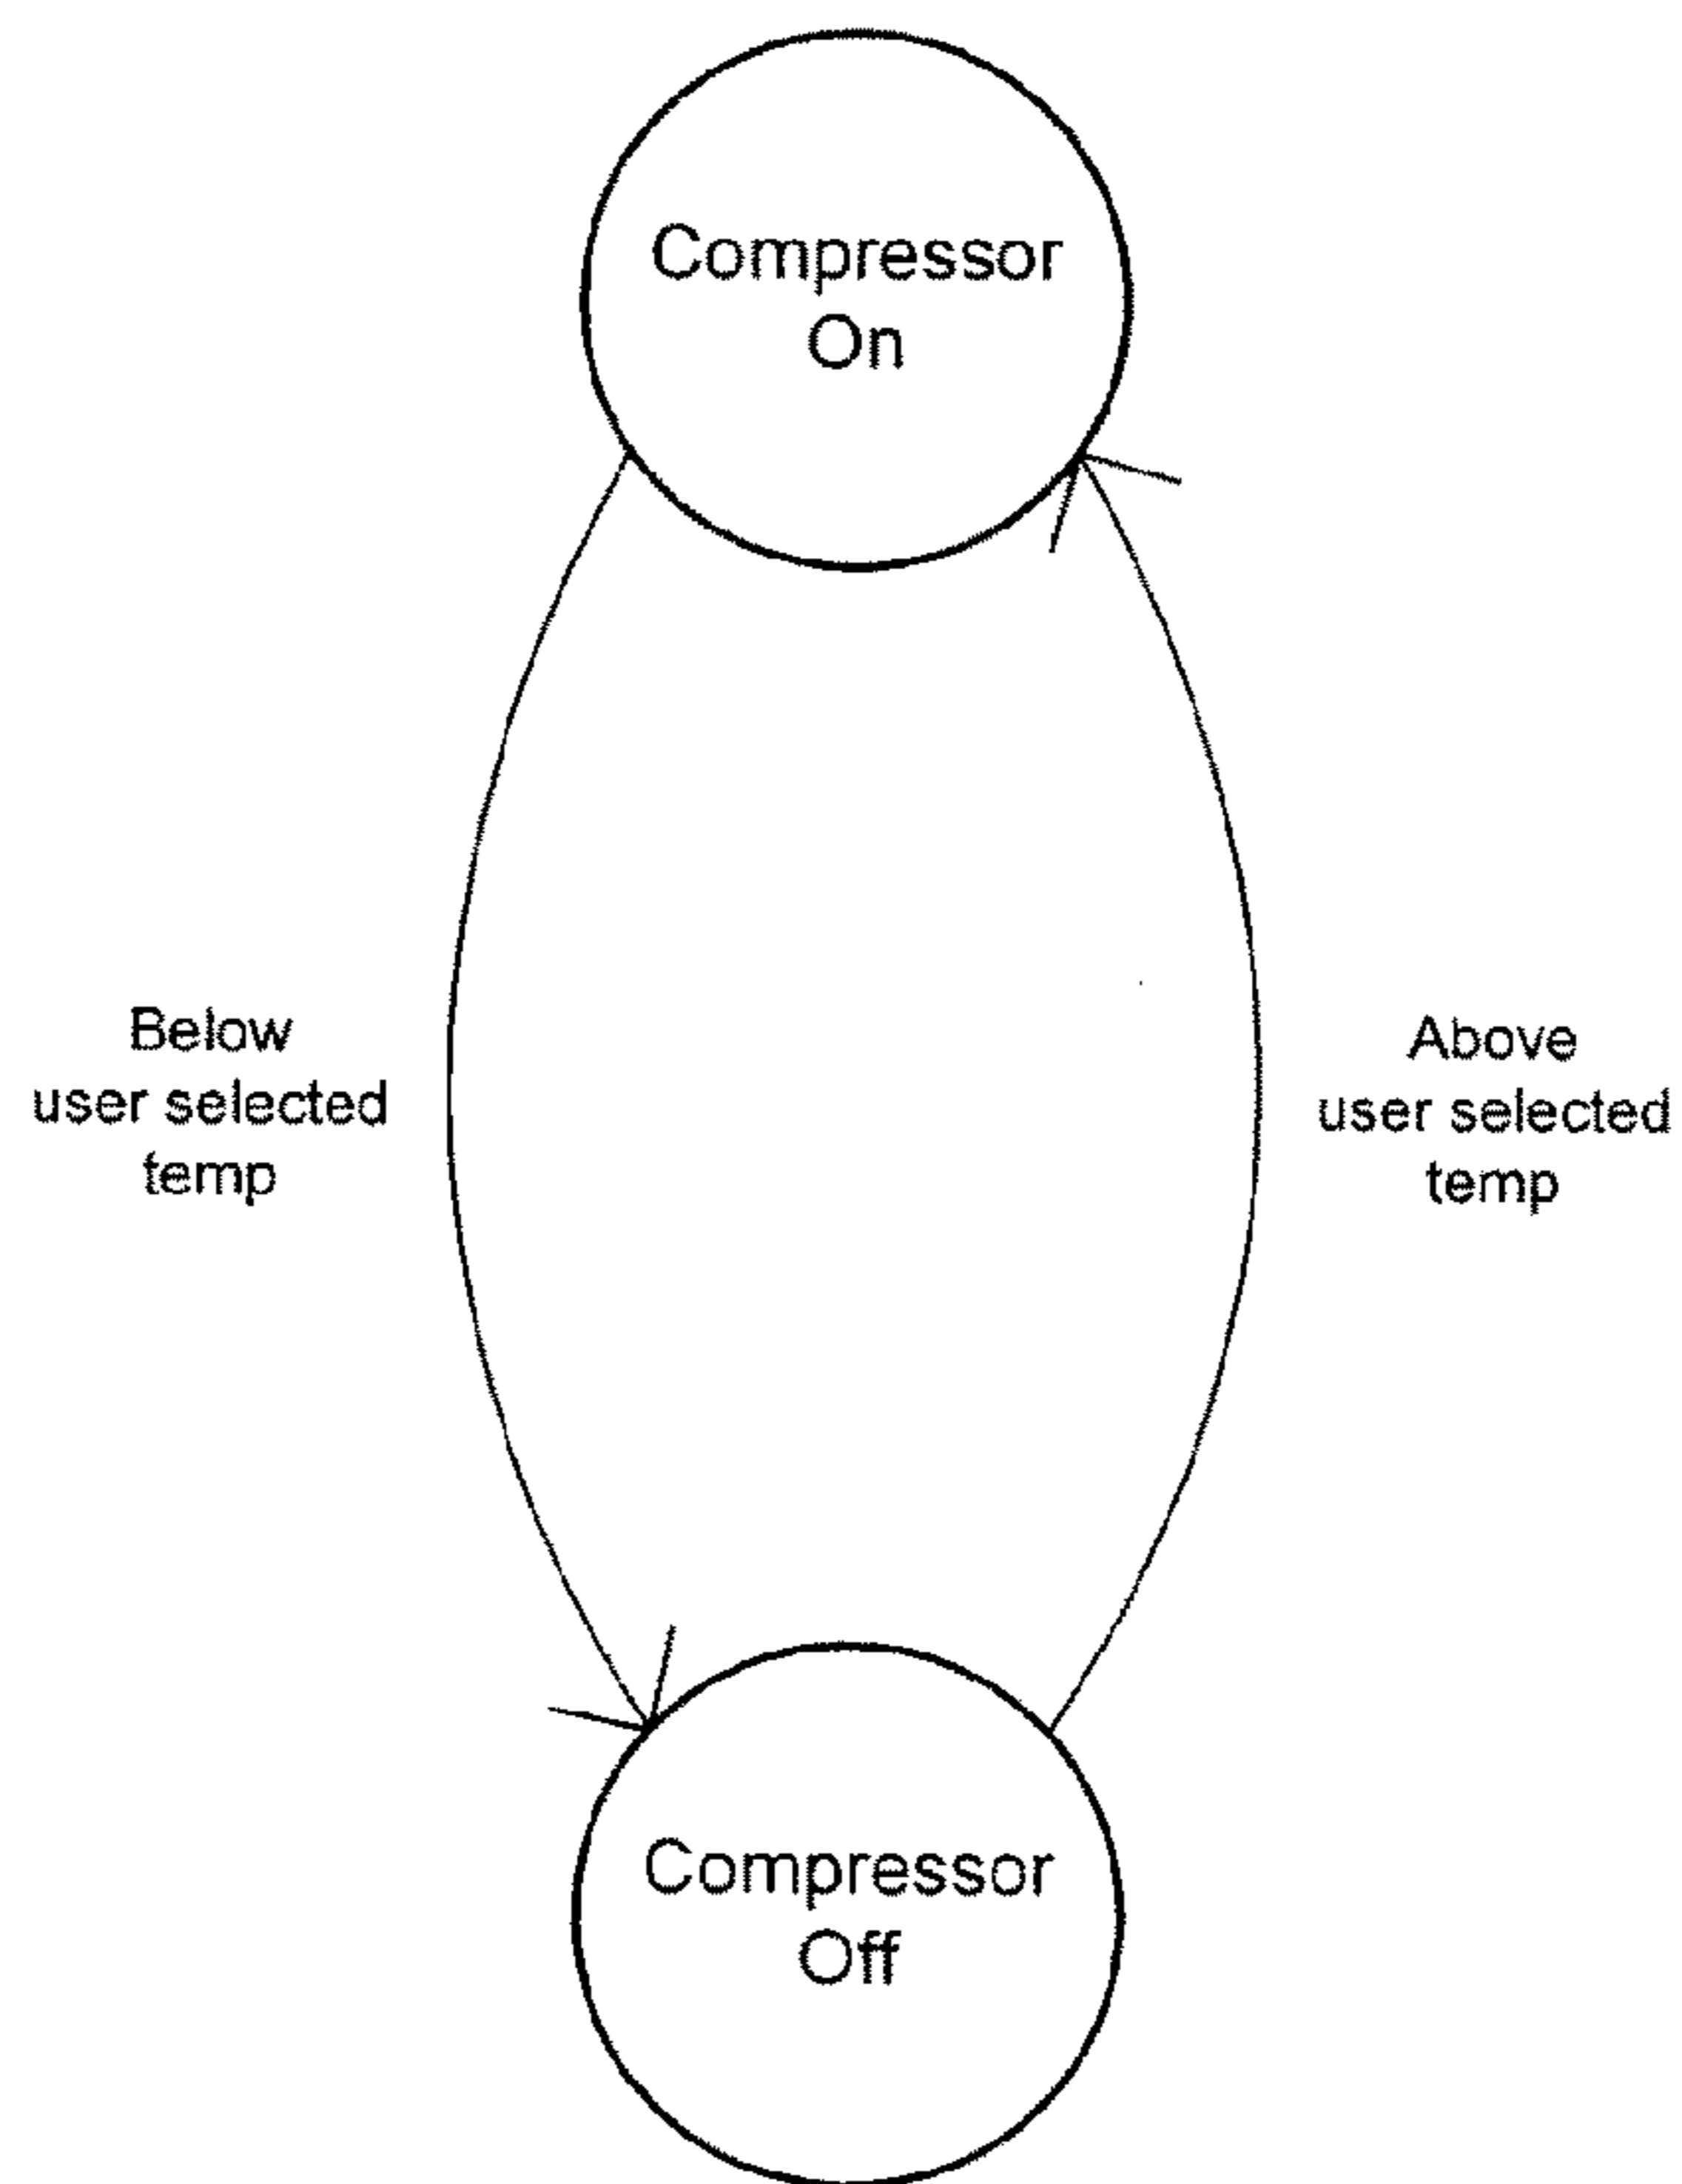 Compressor
On
Below
user selected
temp
Above
user selected
temp
Compressor
Off